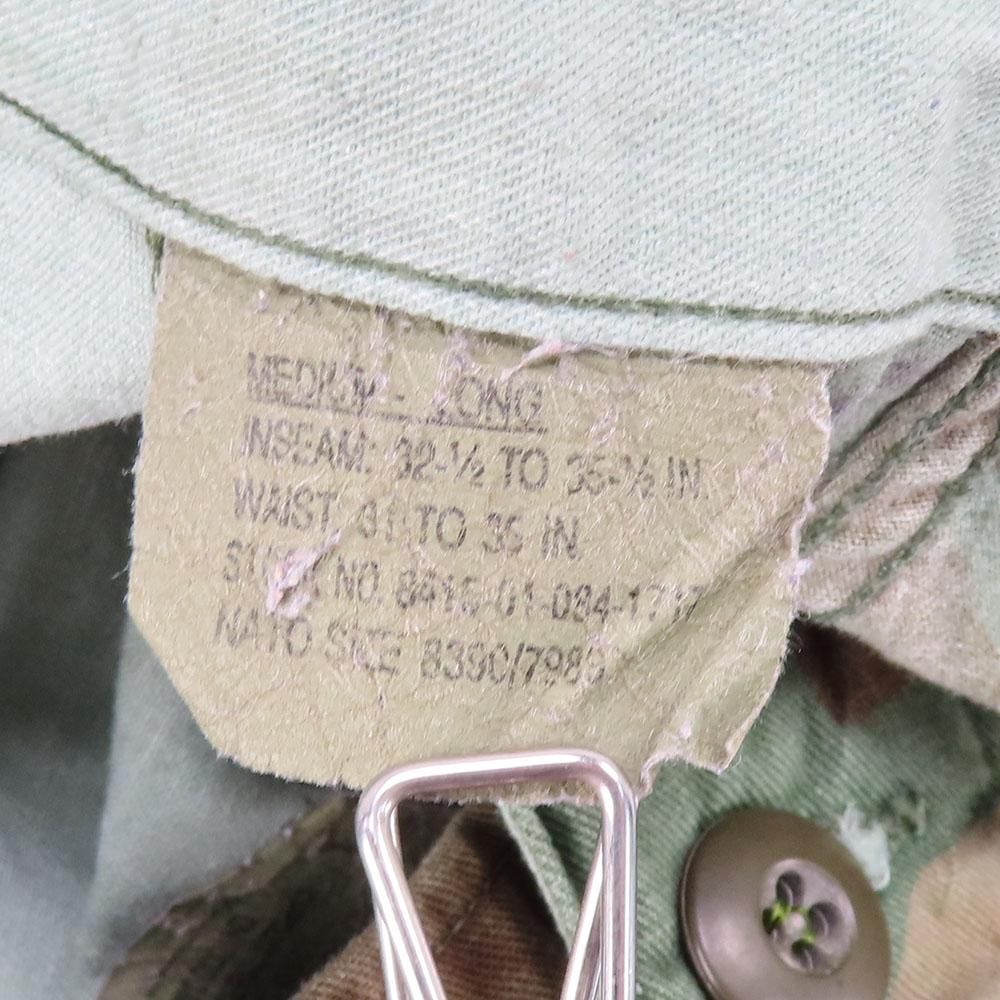 MEDIUM - LONG
INSEAM: 32-½ TO 35-½ IN.
WAIST 31 TO 35 IN
STOCK NO. 8415-01-084-1717
NATO SIZE 8390/7989